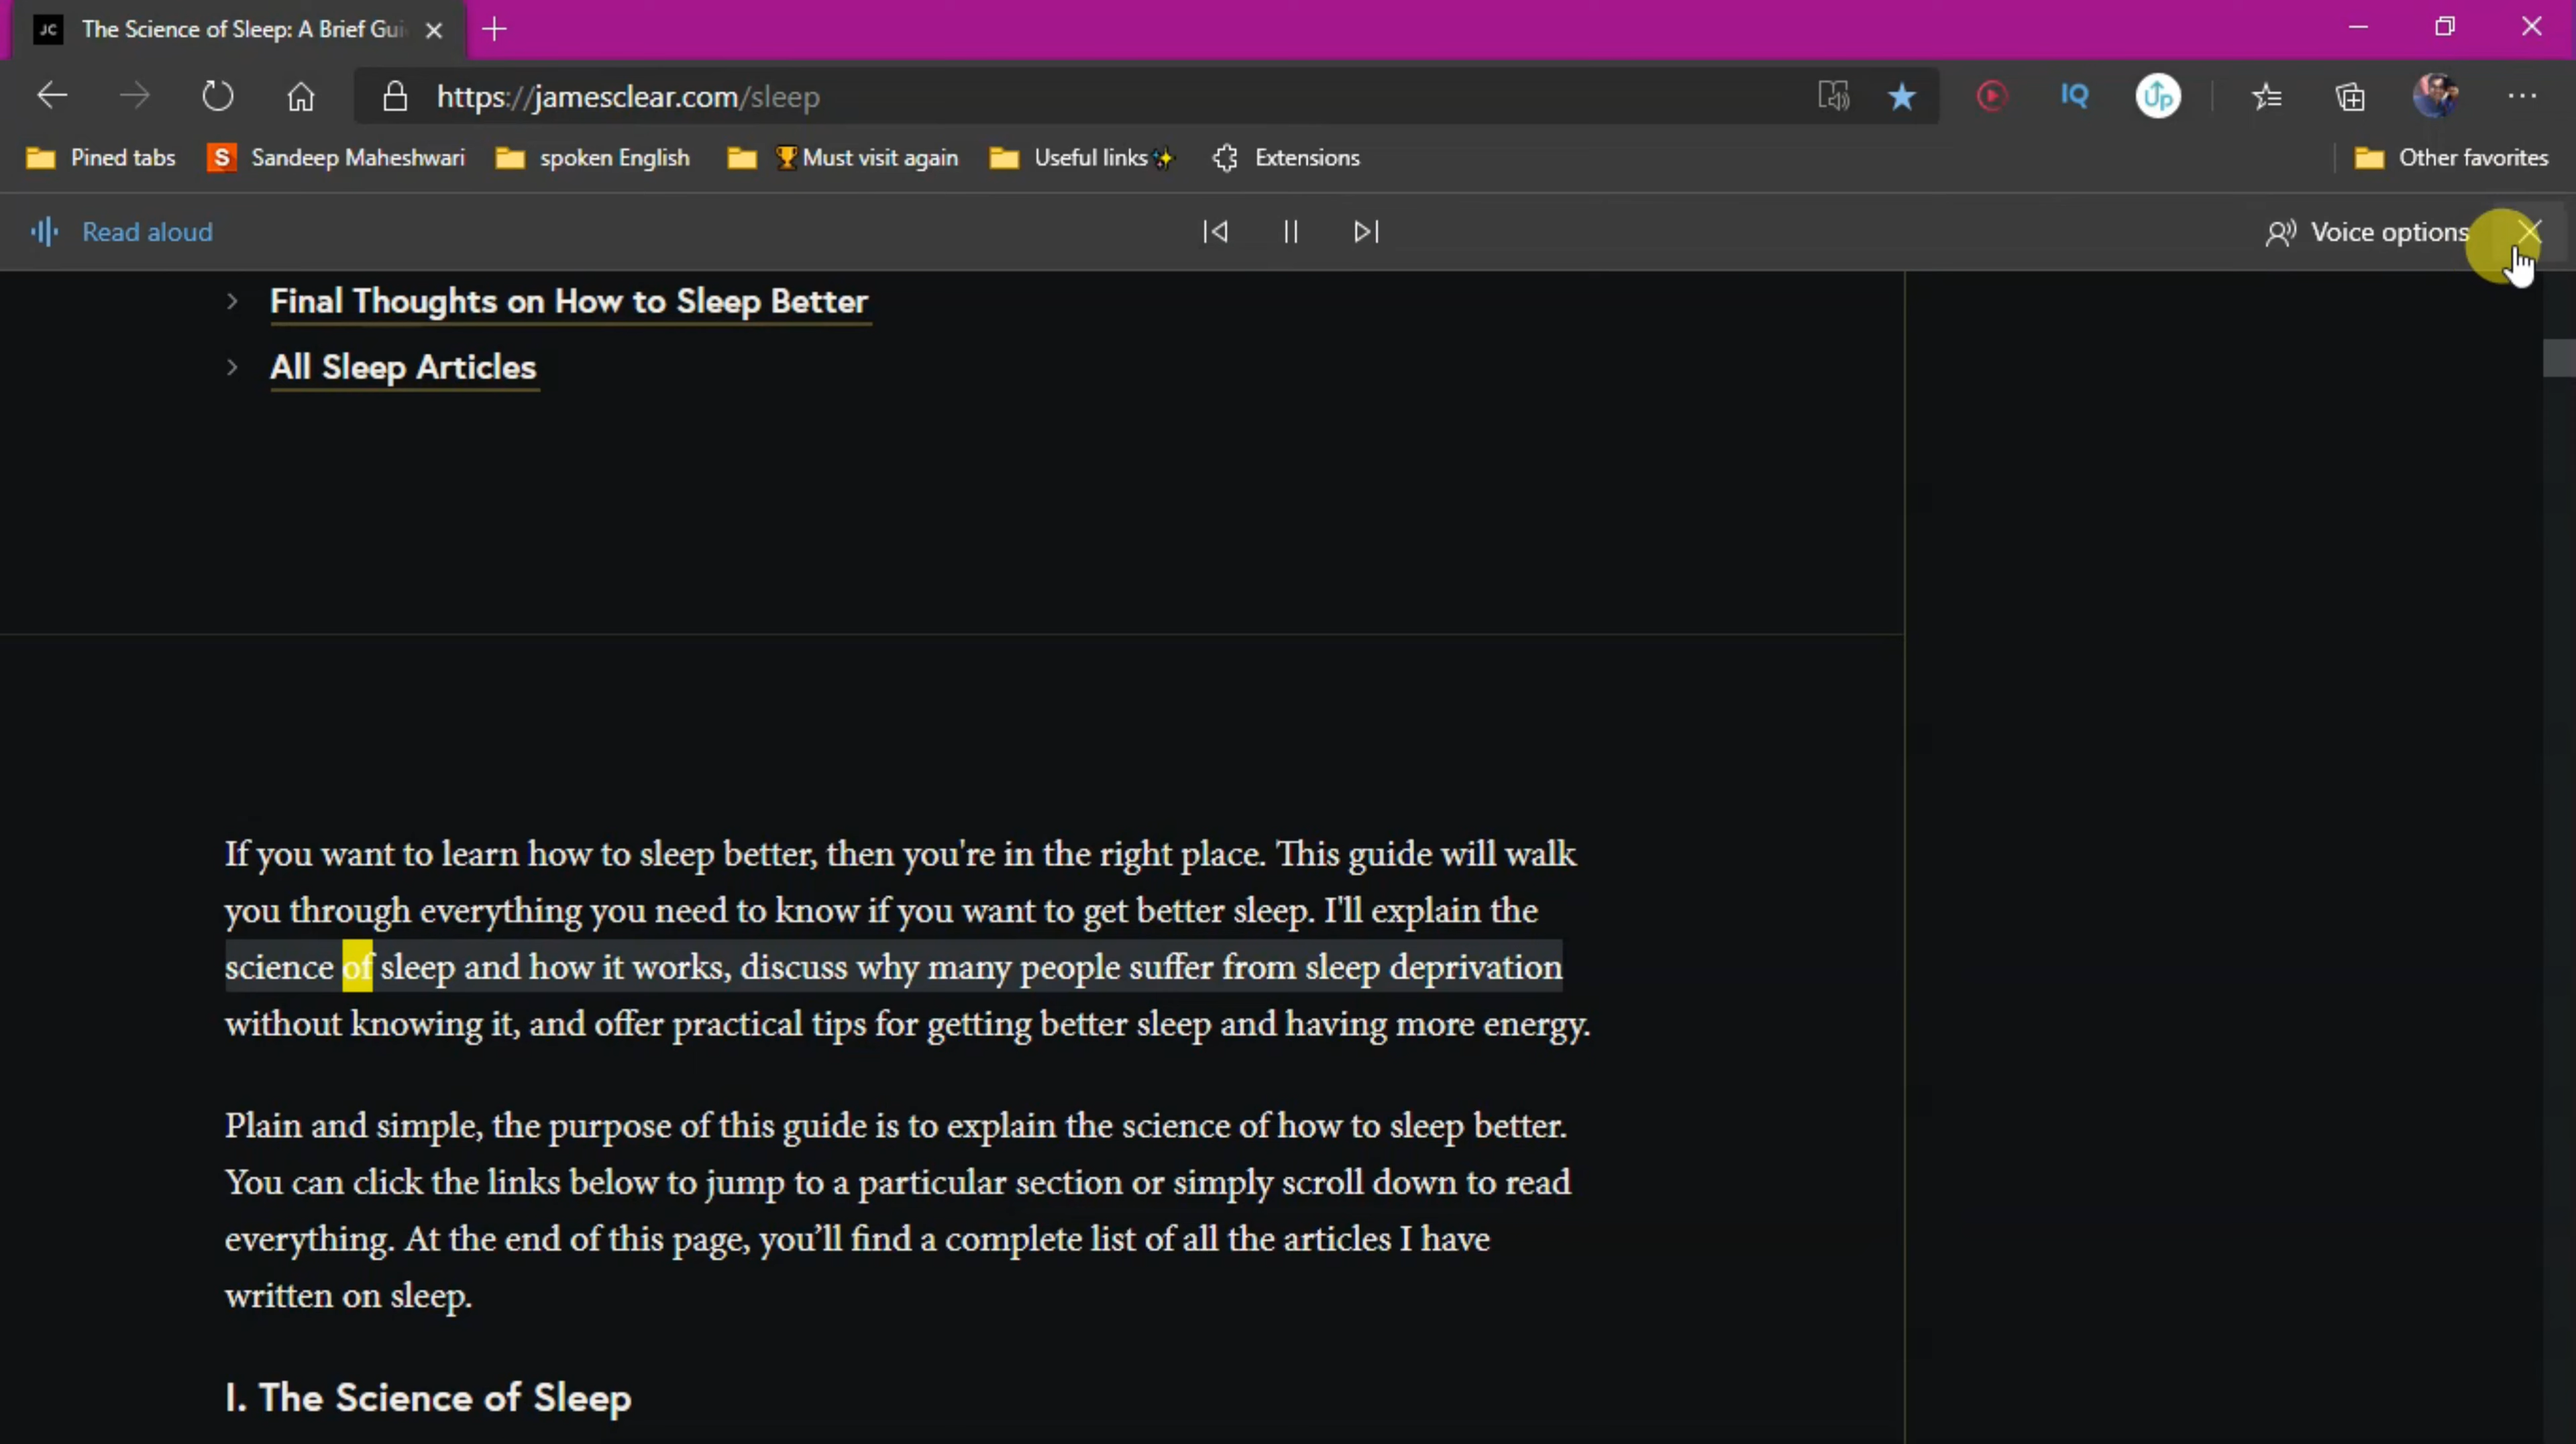 JC The Science of Sleep: A Brief Gui
https://jamesclear.com/sleep
IQ
Up
Pined tabs
S Sandeep Maheshwari
spoken English
🏆Must visit again
Useful links✨
Extensions
Other favorites
Read aloud
Voice options
Final Thoughts on How to Sleep Better
All Sleep Articles
If you want to learn how to sleep better, then you're in the right place. This guide will walk
you through everything you need to know if you want to get better sleep. I'll explain the
science of sleep and how it works, discuss why many people suffer from sleep deprivation
without knowing it, and offer practical tips for getting better sleep and having more energy.
Plain and simple, the purpose of this guide is to explain the science of how to sleep better.
You can click the links below to jump to a particular section or simply scroll down to read
everything. At the end of this page, you’ll find a complete list of all the articles I have
written on sleep.
I. The Science of Sleep